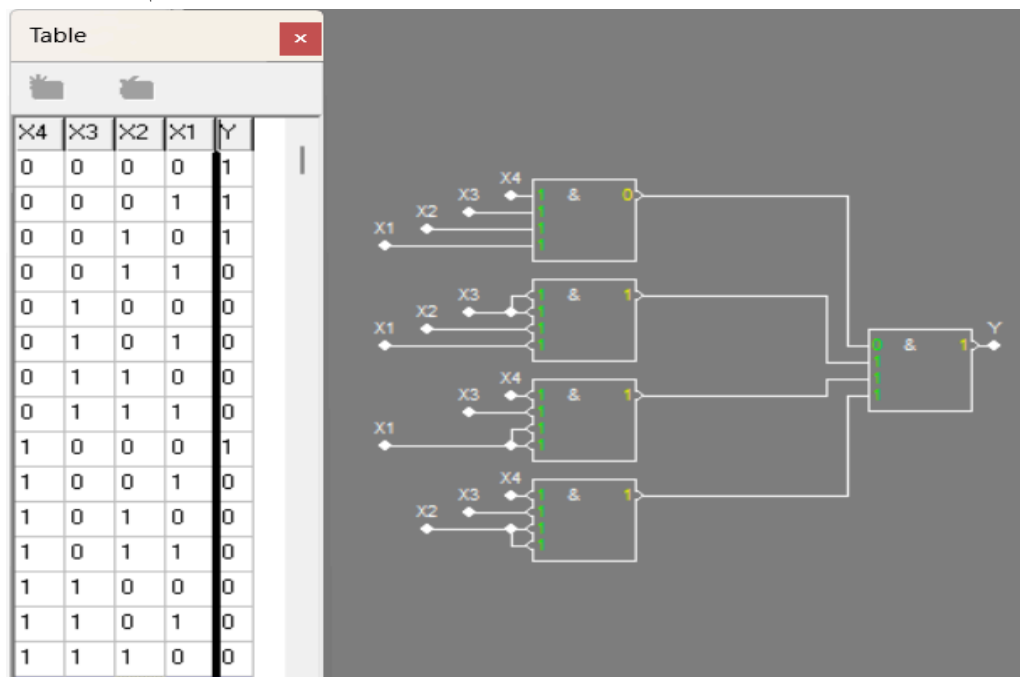 Table
×
X4 X3 X2 X1 Y
0 0 0 0 1
0 0 0 1 1
0 0 1 0 1
0 0 1 1 0
0 1 0 0 0
0 1 0 1 0
0 1 1 0 0
0 1 1 1 0
1 0 0 0 1
1 0 0 1 0
1 0 1 0 0
1 0 1 1 0
1 1 0 0 0
1 1 0 1 0
1 1 1 0 0
X4
X3
X2
X1
1 & 0
1
1
1
X3
X2
X1
1 & 1
1
1
1
X4
X3
X1
1 & 1
1
1
1
X4
X3
X2
1 & 1
1
1
1
Y
0 & 1
1
1
1